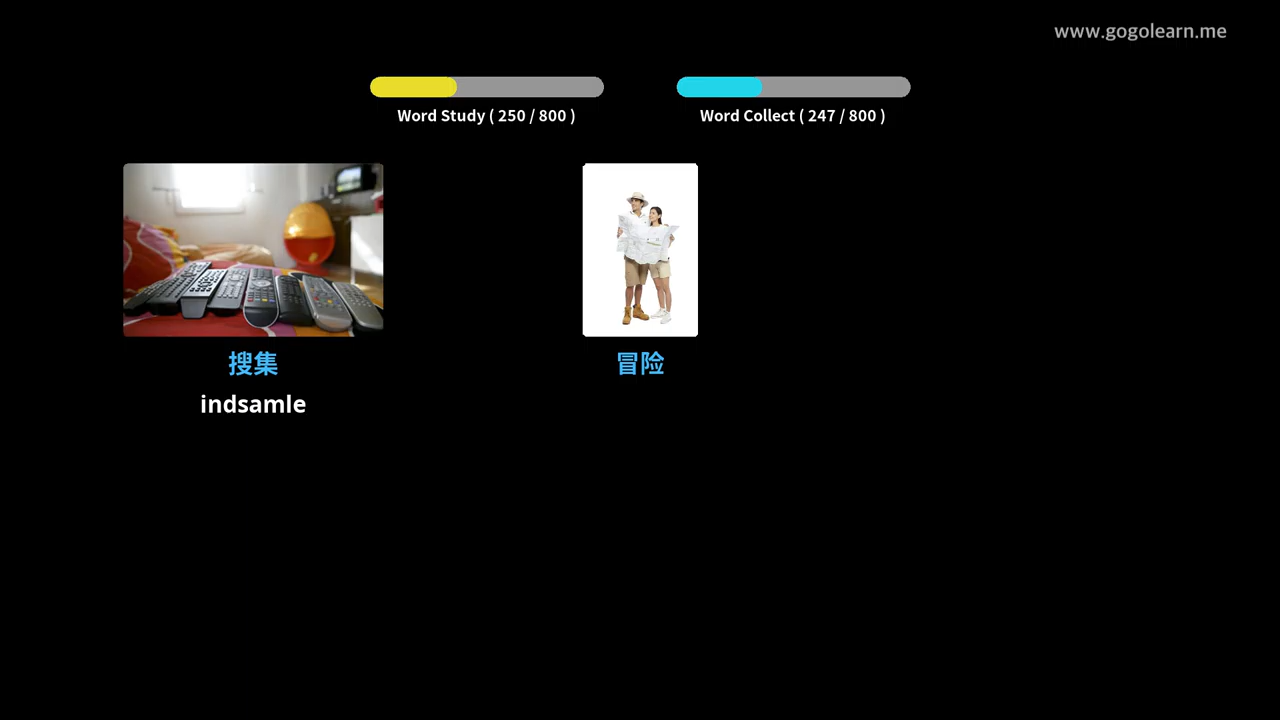 www.gogolearn.me
Word Study ( 250 / 800 )
Word Collect ( 247 / 800 )
搜集
冒险
indsamle